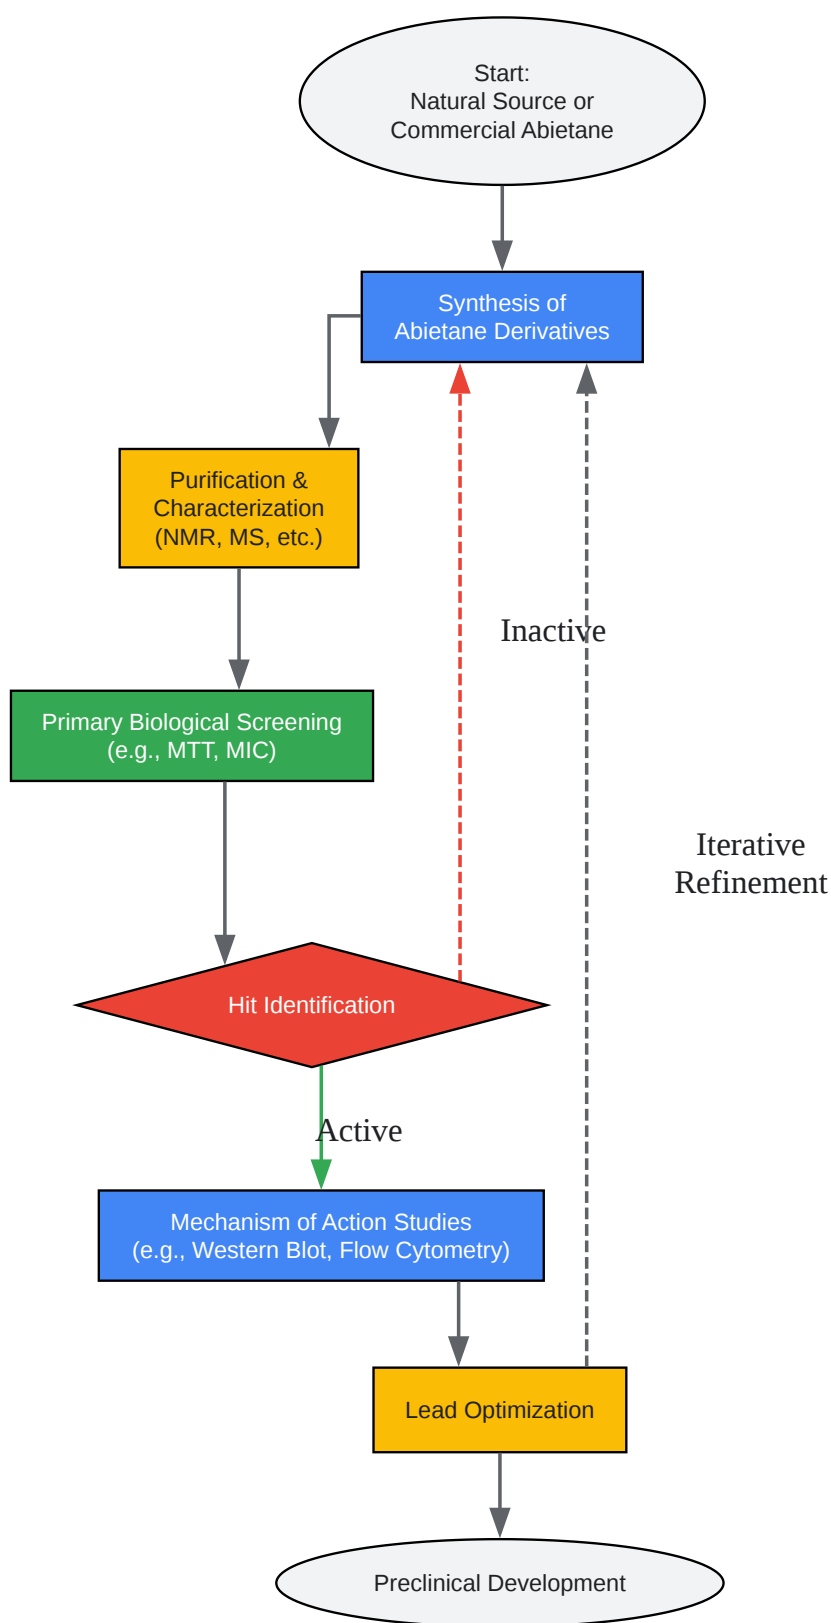 Start:
Natural Source or
Commercial Abietane
Synthesis of
Abietane Derivatives
Purification &
Characterization
(NMR, MS, etc.)
Inactive
Primary Biological Screening
(e.g., MTT, MIC)
Iterative
Refinement
Hit Identification
Active
Mechanism of Action Studies
(e.g., Western Blot, Flow Cytometry)
Lead Optimization
Preclinical Development